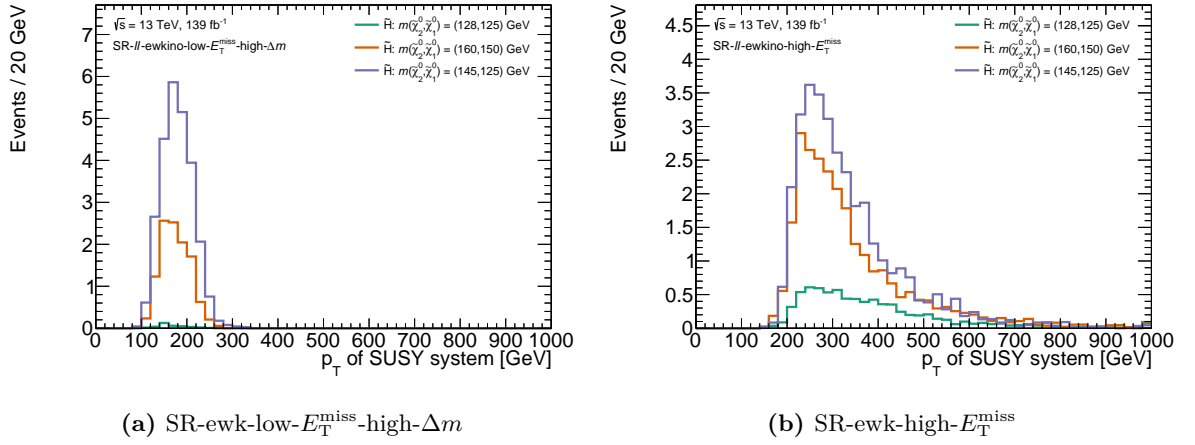 Events / 20 GeV
7
6
5
4
3
2
1
0
√s = 13 TeV, 139 fb⁻¹
SR-ll-ewkino-low-E_T^miss-high-Δm
H̃: m(χ̃₂⁰,χ̃₁⁰) = (128,125) GeV
H̃: m(χ̃₂⁰,χ̃₁⁰) = (160,150) GeV
H̃: m(χ̃₂⁰,χ̃₁⁰) = (145,125) GeV
0 100 200 300 400 500 600 700 800 900 1000
p_T of SUSY system [GeV]
(a) SR-ewk-low-E_T^miss-high-Δm
Events / 20 GeV
4.5
4
3.5
3
2.5
2
1.5
1
0.5
0
√s = 13 TeV, 139 fb⁻¹
SR-ll-ewkino-high-E_T^miss
H̃: m(χ̃₂⁰,χ̃₁⁰) = (128,125) GeV
H̃: m(χ̃₂⁰,χ̃₁⁰) = (160,150) GeV
H̃: m(χ̃₂⁰,χ̃₁⁰) = (145,125) GeV
0 100 200 300 400 500 600 700 800 900 1000
p_T of SUSY system [GeV]
(b) SR-ewk-high-E_T^miss